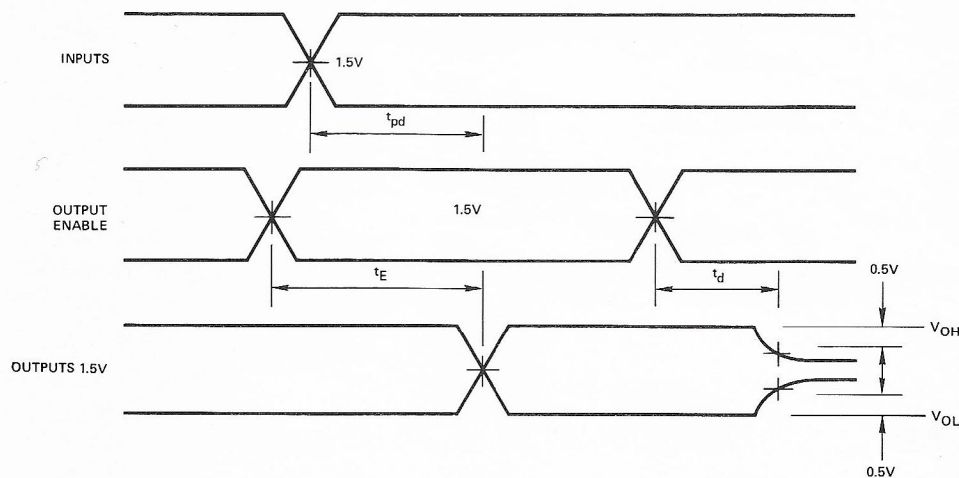 INPUTS
1.5V
tpd
OUTPUT
ENABLE
1.5V
tE
td
0.5V
VOH
OUTPUTS 1.5V
VOL
0.5V